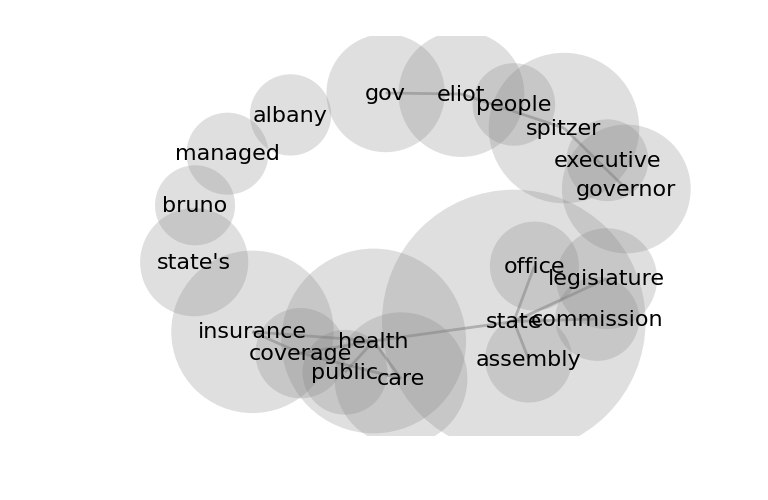 gov
eliot
people
albany
spitzer
managed
executive
governor
bruno
state's
office
legislature
state
commission
insurance
health
coverage
assembly
public
care